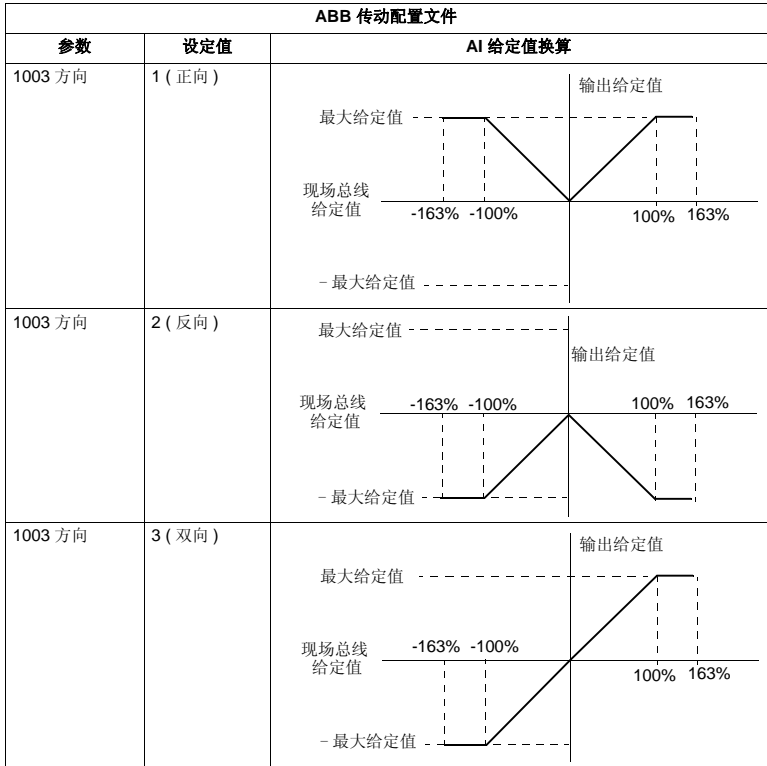 ABB 传动配置文件
参数 设定值 AI 给定值换算
1003 方向 1 ( 正向 )
输出给定值
最大给定值
现场总线
给定值
-163% -100% 100% 163%
− 最大给定值
1003 方向 2 ( 反向 )
最大给定值
输出给定值
现场总线
给定值
-163% -100% 100% 163%
− 最大给定值
1003 方向 3 ( 双向 )
输出给定值
最大给定值
现场总线
给定值
-163% -100%
100% 163%
− 最大给定值